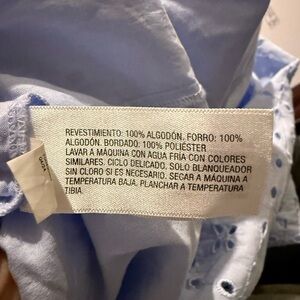 REVESTIMIENTO: 100% ALGODÓN. FORRO: 100%
ALGODÓN. BORDADO: 100% POLIÉSTER
LAVAR A MÁQUINA CON AGUA FRÍA CON COLORES
SIMILARES. CICLO DELICADO. SOLO BLANQUEADOR
SIN CLORO SI ES NECESARIO. SECAR A MÁQUINA A
TEMPERATURA BAJA. PLANCHAR A TEMPERATURA
TIBIA.